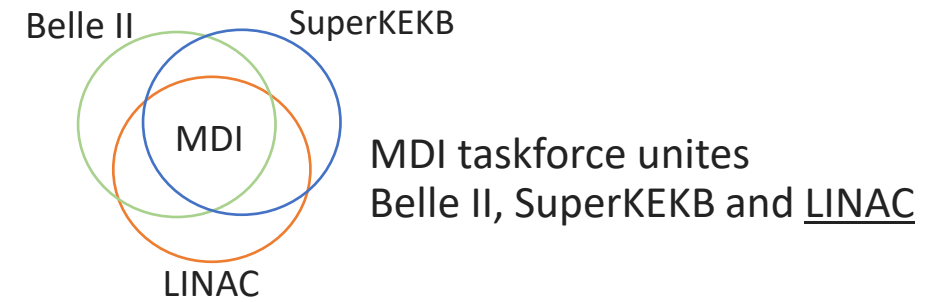 Belle II
SuperKEKB
MDI
MDI taskforce unites
Belle II, SuperKEKB and LINAC
LINAC